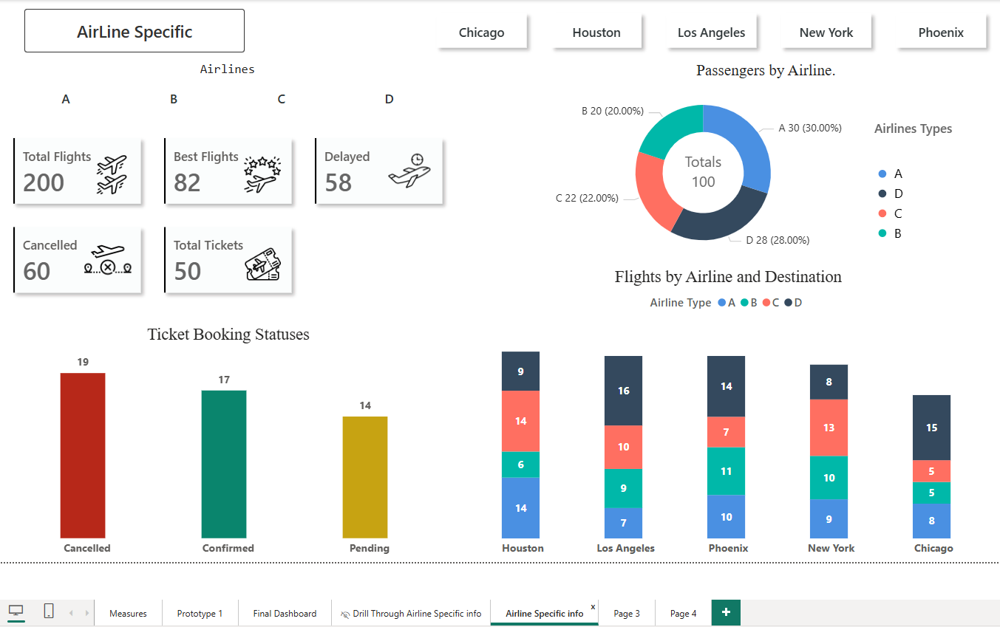 AirLine Specific
Chicago
Houston
Los Angeles
New York
Phoenix
Airlines
A
B
C
D
Total Flights
200
Best Flights
82
Delayed
58
Cancelled
60
Total Tickets
50
Passengers by Airline.
B 20 (20.00%)
A 30 (30.00%)
Totals
100
C 22 (22.00%)
D 28 (28.00%)
Airlines Types
A
D
C
B
Ticket Booking Statuses
19
17
14
Cancelled
Confirmed
Pending
Flights by Airline and Destination
Airline Type A B C D
9
14
6
14
16
10
9
7
14
7
11
10
8
13
10
9
15
5
5
8
Houston
Los Angeles
Phoenix
New York
Chicago
Measures
Prototype 1
Final Dashboard
Drill Through Airline Specific info
Airline Specific info
x
Page 3
Page 4
+